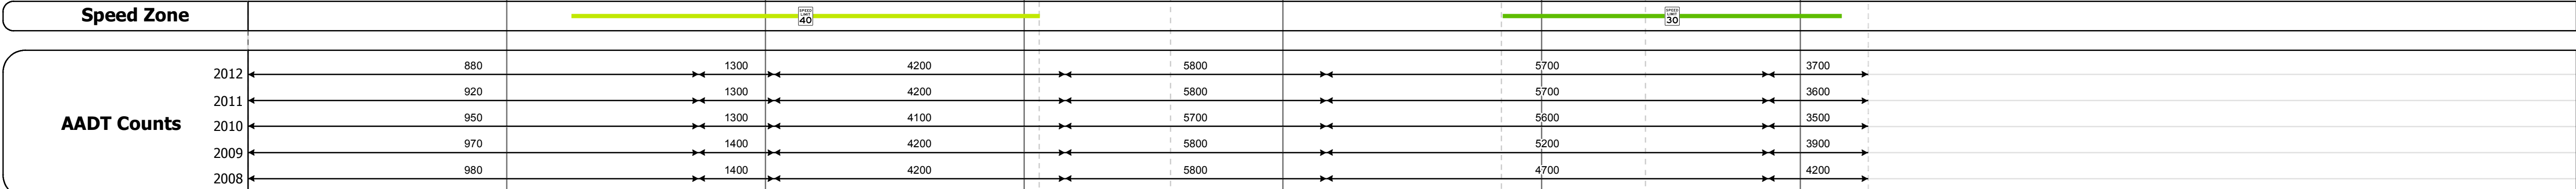 Speed Zone
SPEED LIMIT 40
SPEED LIMIT 30
AADT Counts
2012 880 1300 4200 5800 5700 3700
2011 920 1300 4200 5800 5700 3600
2010 950 1300 4100 5700 5600 3500
2009 970 1400 4200 5800 5200 3900
2008 980 1400 4200 5800 4700 4200